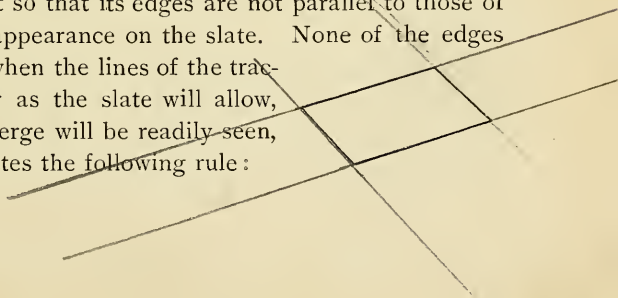 so that its edges are not parallel to those of
appearance on the slate. None of the edges
when the lines of the trac-
as the slate will allow,
erge will be readily seen,
tes the following rule: